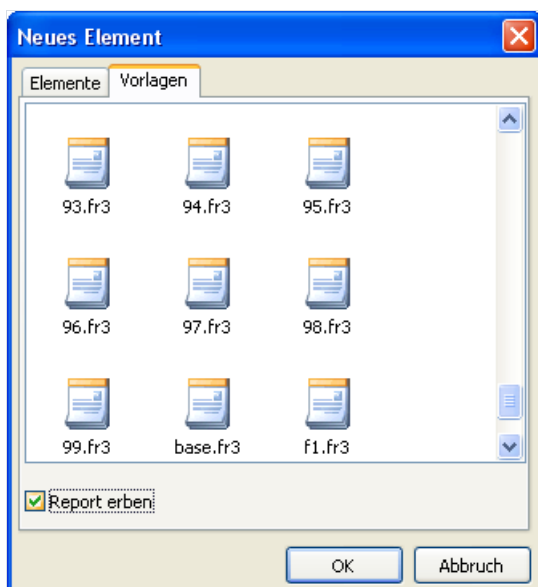 Neues Element
Elemente Vorlagen
93.fr3 94.fr3 95.fr3
96.fr3 97.fr3 98.fr3
99.fr3 base.fr3 f1.fr3
Report erben
OK Abbruch